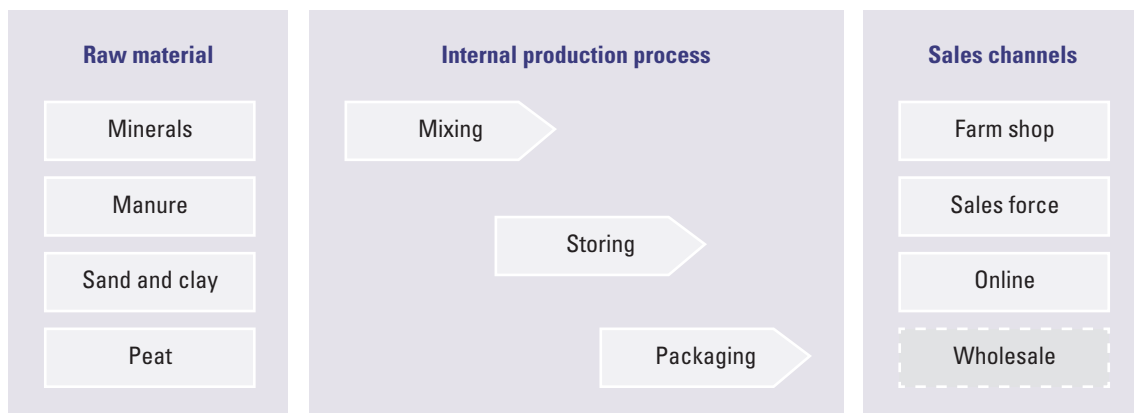 Raw material
Minerals
Manure
Sand and clay
Peat
Internal production process
Mixing
Storing
Packaging
Sales channels
Farm shop
Sales force
Online
Wholesale